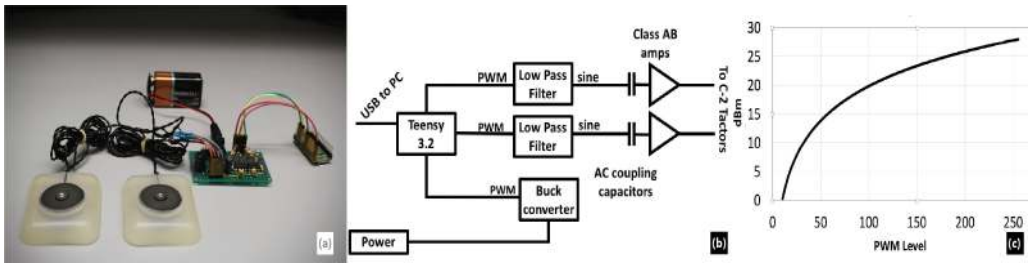 (a)
USB to PC
Teensy
3.2
PWM
Low Pass
Filter
sine
Class AB
amps
PWM
Low Pass
Filter
sine
To C-2 Tactors
AC coupling
capacitors
PWM
Buck
converter
Power
(b)
dBm
30
25
20
15
10
5
0
0
50
100
150
200
250
PWM Level
(c)